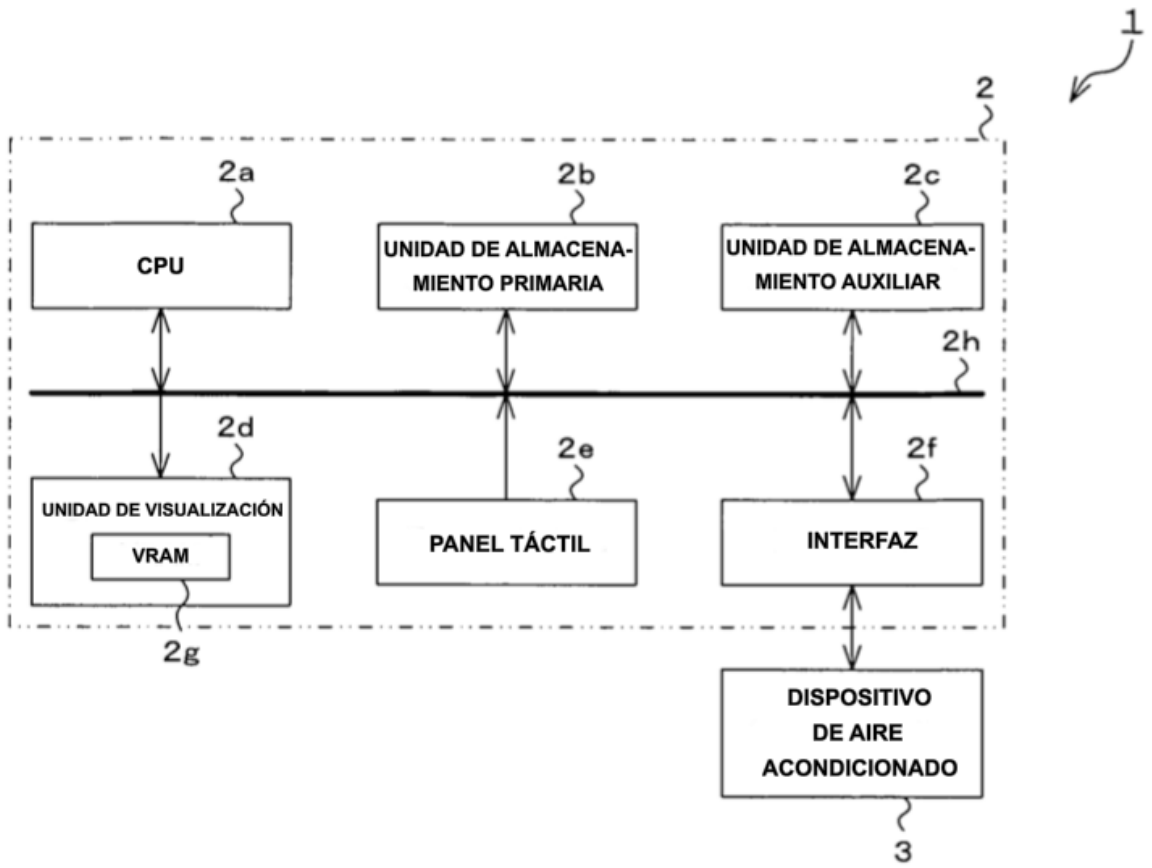 1
2
2a
2b
2c
CPU
UNIDAD DE ALMACENA-
MIENTO PRIMARIA
UNIDAD DE ALMACENA-
MIENTO AUXILIAR
2h
2d
2e
2f
UNIDAD DE VISUALIZACIÓN
VRAM
PANEL TÁCTIL
INTERFAZ
2g
DISPOSITIVO
DE AIRE
ACONDICIONADO
3